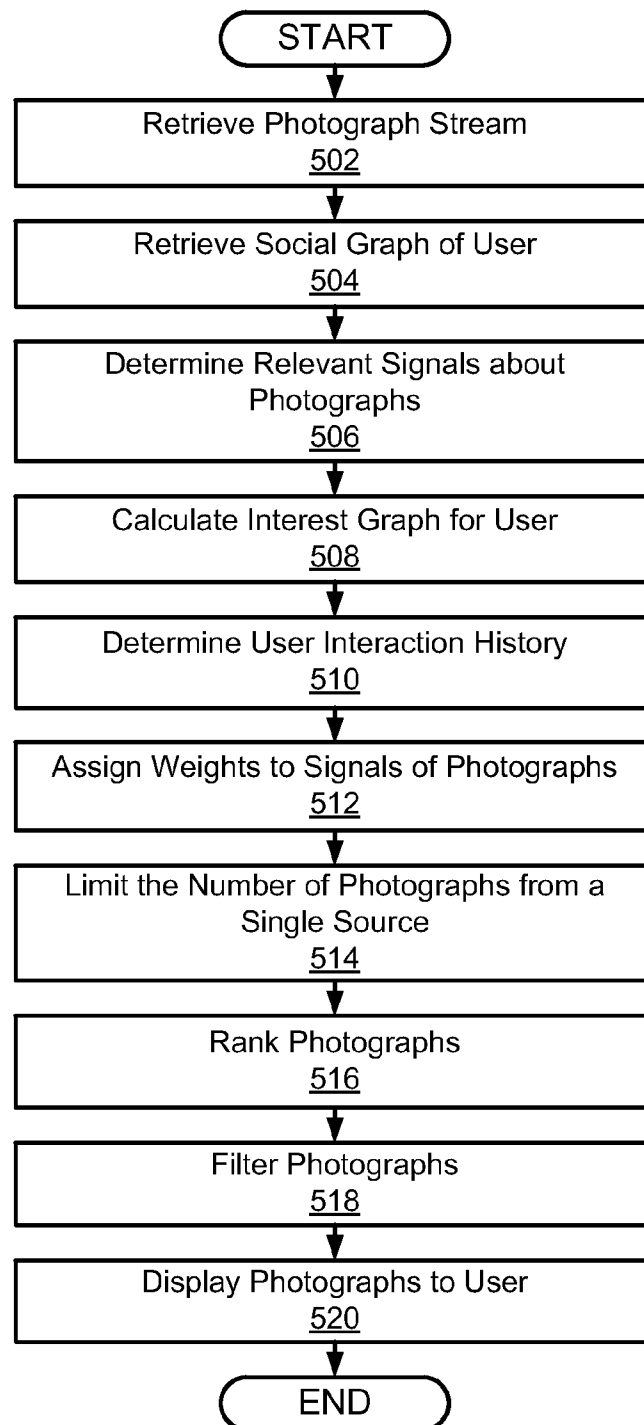 START
Retrieve Photograph Stream
502
Retrieve Social Graph of User
504
Determine Relevant Signals about
Photographs
506
Calculate Interest Graph for User
508
Determine User Interaction History
510
Assign Weights to Signals of Photographs
512
Limit the Number of Photographs from a
Single Source
514
Rank Photographs
516
Filter Photographs
518
Display Photographs to User
520
END